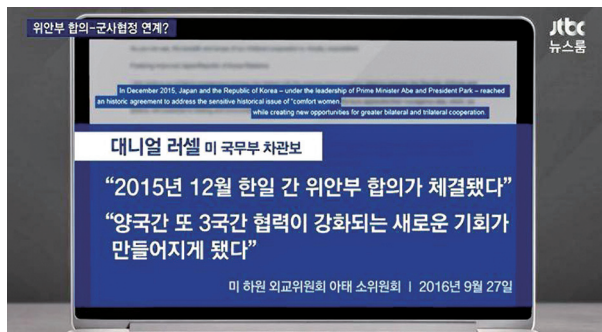 위안부 합의-군사협정 연계?
jtbc
뉴스룸
In December 2015, Japan and the Republic of Korea – under the leadership of Prime Minister Abe and President Park – reached
an historic agreement to address the sensitive historical issue of "comfort women,
while creating new opportunities for greater bilateral and trilateral cooperation.
대니얼 러셀 미 국무부 차관보
“2015년 12월 한일 간 위안부 합의가 체결됐다”
“양국간 또 3국간 협력이 강화되는 새로운 기회가
만들어지게 됐다”
미 하원 외교위원회 아태 소위원회 | 2016년 9월 27일